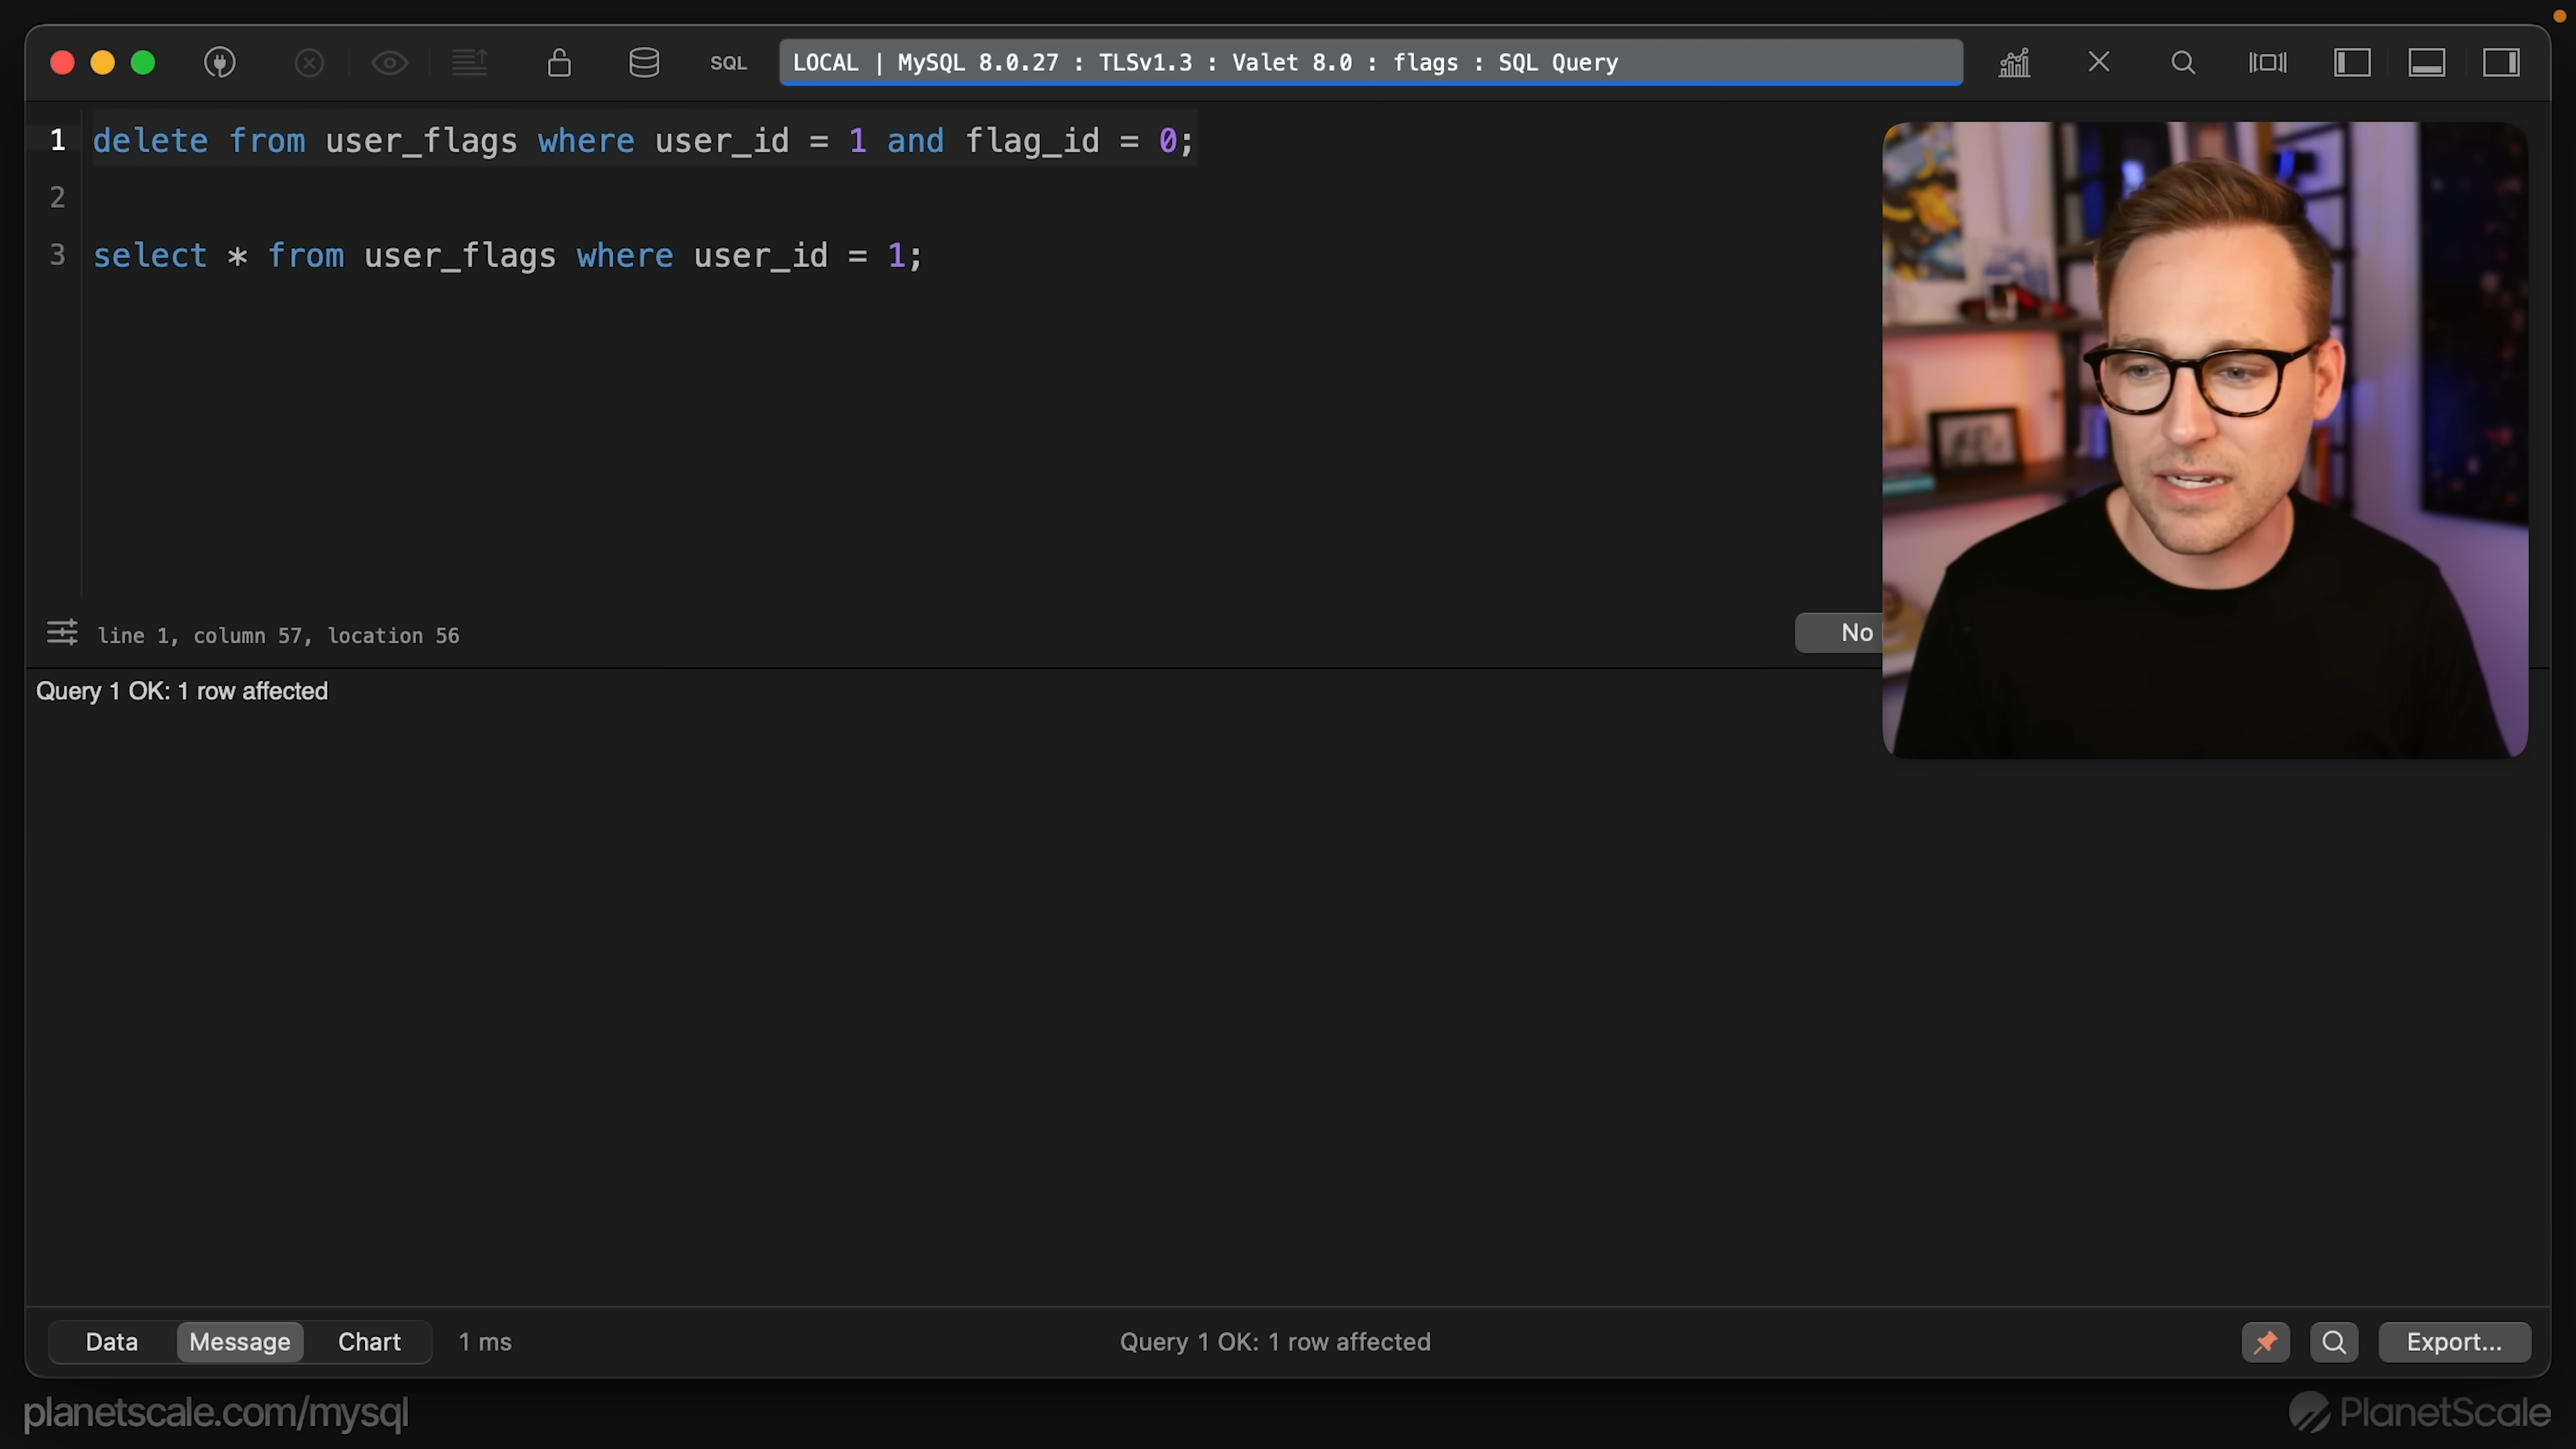 SQL
LOCAL | MySQL 8.0.27 : TLSv1.3 : Valet 8.0 : flags : SQL Query
1 delete from user_flags where user_id = 1 and flag_id = 0;
2
3 select * from user_flags where user_id = 1;
line 1, column 57, location 56
No
Query 1 OK: 1 row affected
Data Message Chart 1 ms
Query 1 OK: 1 row affected
Export...
planetscale.com/mysql
PlanetScale